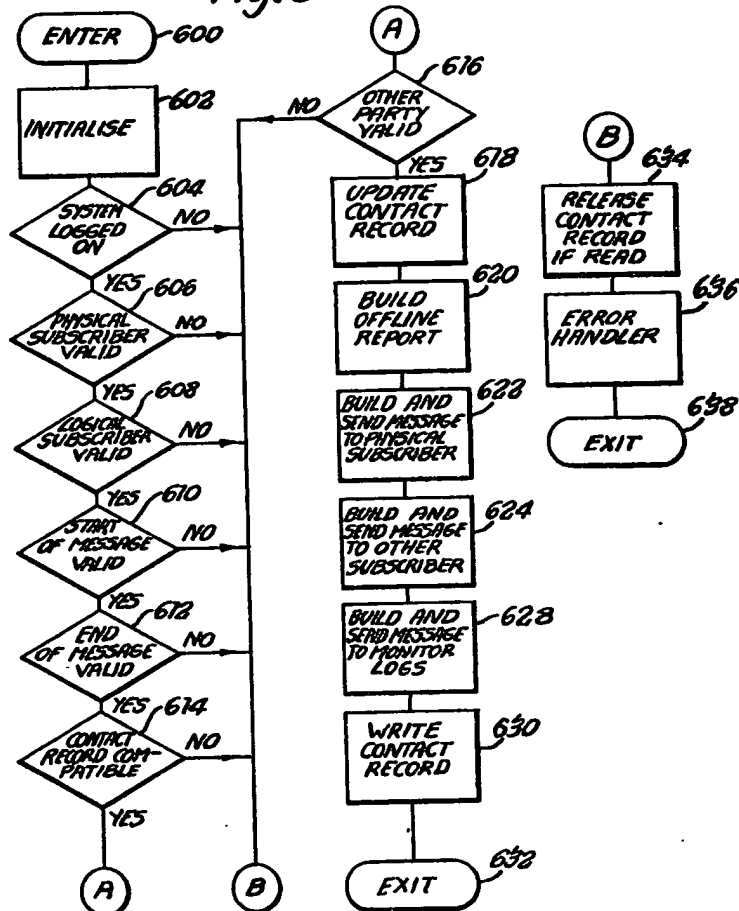 ENTER
600
602
INITIALISE
604
SYSTEM
LOGGED
ON
NO
YES
606
PHYSICAL
SUBSCRIBER
VALID
NO
YES
608
LOGICAL
SUBSCRIBER
VALID
NO
YES
610
START
OF MESSAGE
VALID
NO
YES
612
END
OF MESSAGE
VALID
NO
YES
614
CONTACT
RECORD COM-
PATIBLE
NO
YES
A
B
A
616
OTHER
PARTY
VALID
NO
YES
618
UPDATE
CONTACT
RECORD
620
BUILD
OFFLINE
REPORT
622
BUILD AND
SEND MESSAGE
TO PHYSICAL
SUBSCRIBER
624
BUILD AND
SEND MESSAGE
TO OTHER
SUBSCRIBER
628
BUILD AND
SEND MESSAGE
TO MONITOR
LOGS
630
WRITE
CONTACT
RECORD
632
EXIT
B
634
RELEASE
CONTACT
RECORD
IF READ
636
ERROR
HANDLER
638
EXIT